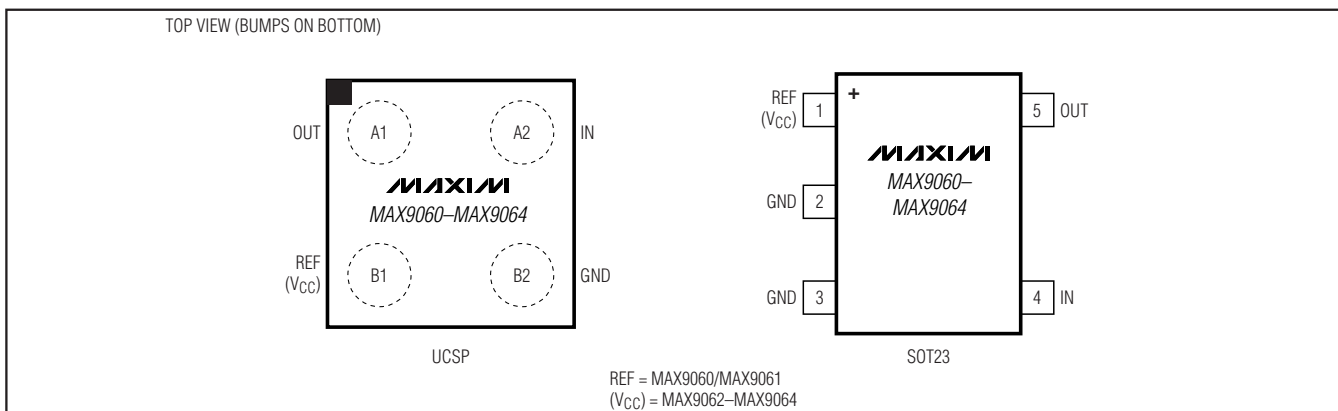 TOP VIEW (BUMPS ON BOTTOM)
OUT
A1
A2
IN
MAXIM
MAX9060–MAX9064
REF
(VCC)
B1
B2
GND
UCSP
REF
(VCC)
1
+
5
OUT
MAXIM
MAX9060–
MAX9064
GND
2
GND
3
4
IN
SOT23
REF = MAX9060/MAX9061
(VCC) = MAX9062–MAX9064